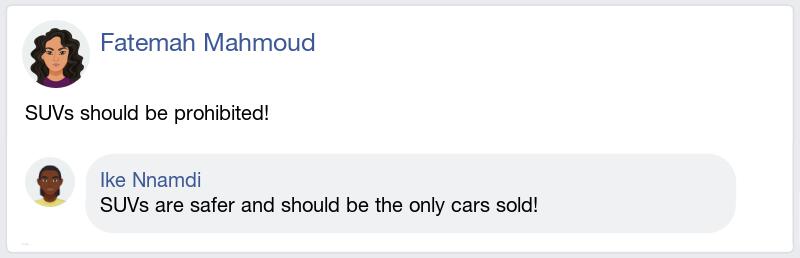 Fatemah Mahmoud
SUVs should be prohibited!
Ike Nnamdi
SUVs are safer and should be the only cars sold!